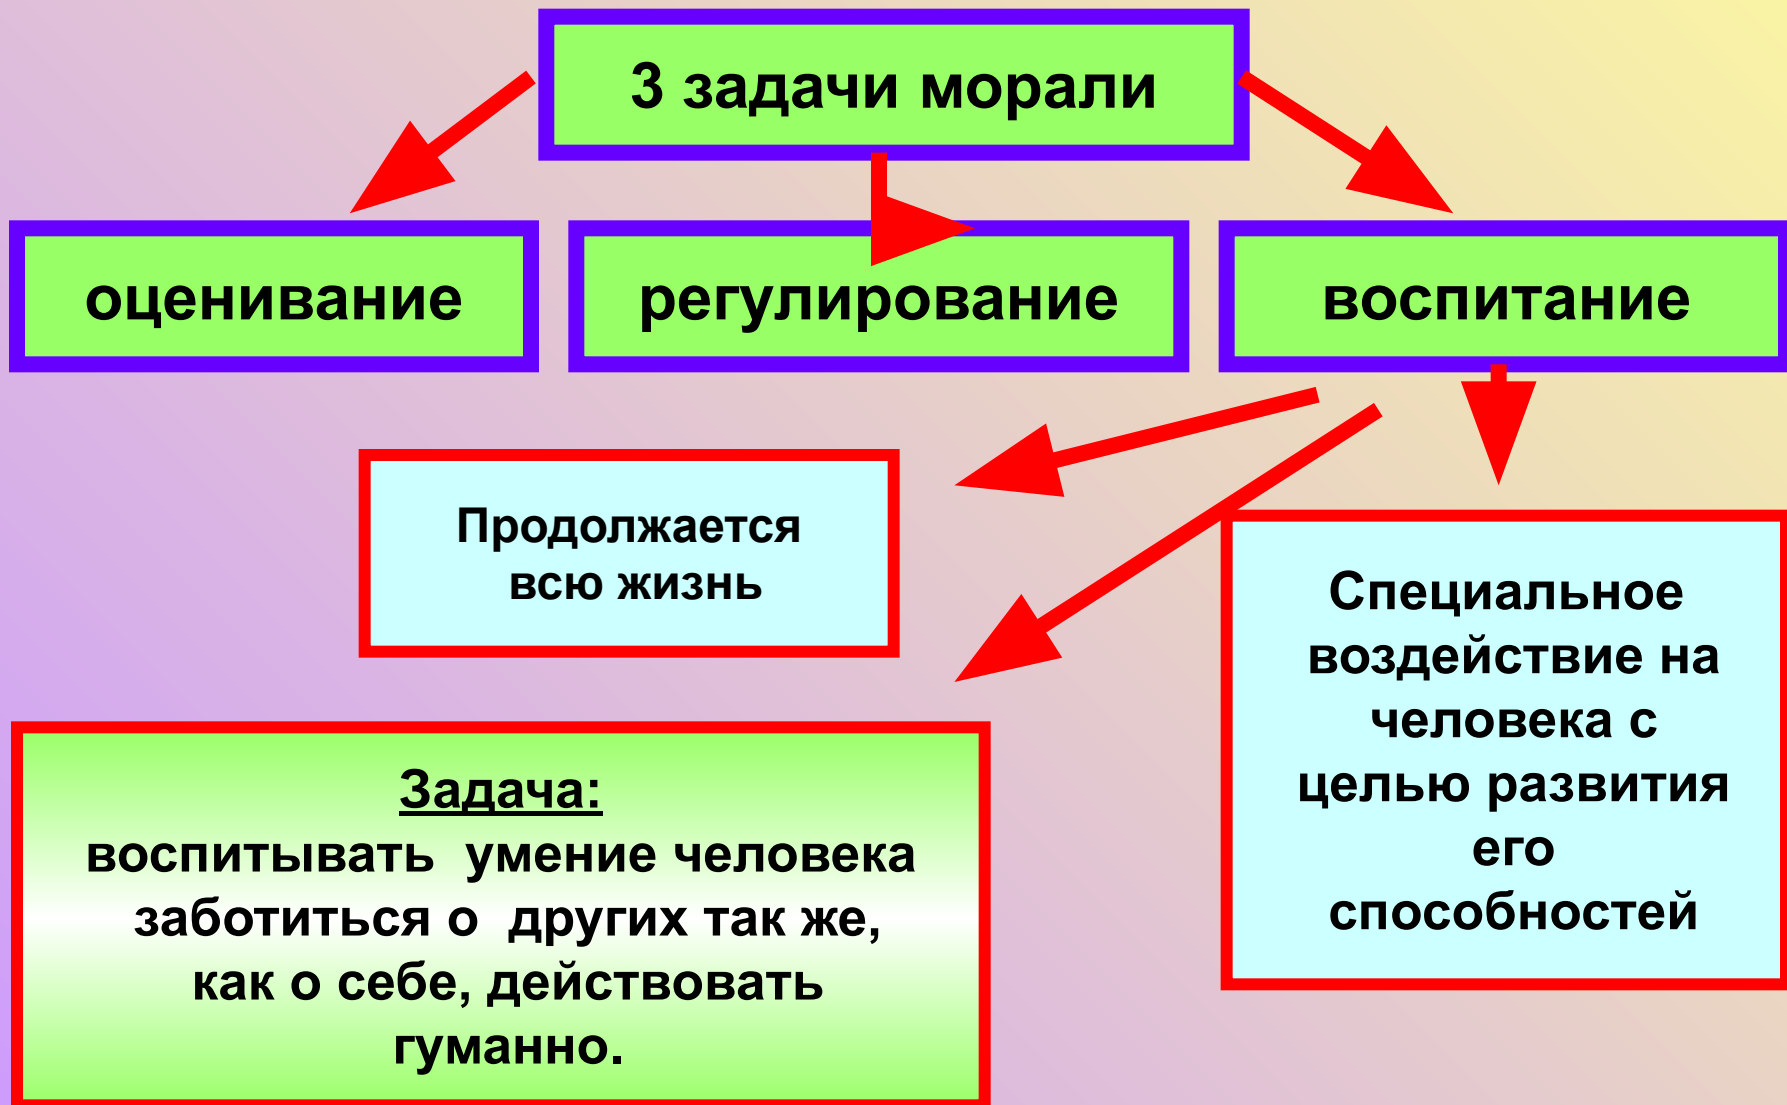 3 задачи морали
оценивание
регулирование
воспитание
Продолжается
всю жизнь
Специальное
воздействие на
человека с
целью развития
его
способностей
Задача:
воспитывать  умение человека
заботиться о  других так же,
как о себе, действовать
гуманно.